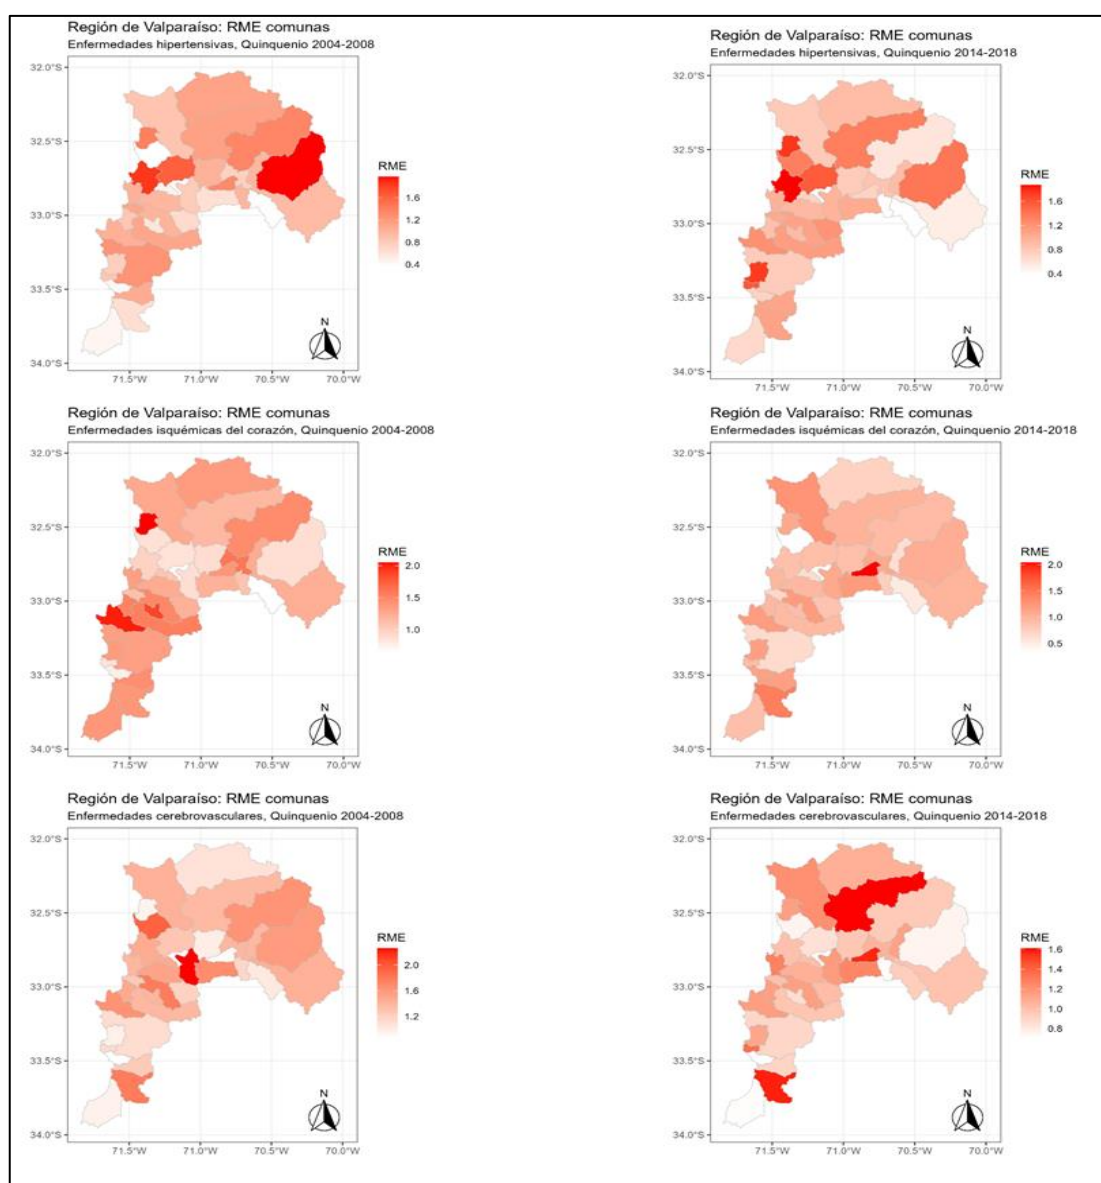 Región de Valparaíso: RME comunas
Enfermedades hipertensivas, Quinquenio 2004-2008
32.0°S
32.5°S
33.0°S
33.5°S
34.0°S
71.5°W 71.0°W 70.5°W 70.0°W
N
RME
1.6
1.2
0.8
0.4
Región de Valparaíso: RME comunas
Enfermedades hipertensivas, Quinquenio 2014-2018
32.0°S
32.5°S
33.0°S
33.5°S
34.0°S
71.5°W 71.0°W 70.5°W 70.0°W
N
RME
1.6
1.2
0.8
0.4
Región de Valparaíso: RME comunas
Enfermedades isquémicas del corazón, Quinquenio 2004-2008
32.0°S
32.5°S
33.0°S
33.5°S
34.0°S
71.5°W 71.0°W 70.5°W 70.0°W
N
RME
2.0
1.5
1.0
Región de Valparaíso: RME comunas
Enfermedades isquémicas del corazón, Quinquenio 2014-2018
32.0°S
32.5°S
33.0°S
33.5°S
34.0°S
71.5°W 71.0°W 70.5°W 70.0°W
N
RME
2.0
1.5
1.0
0.5
Región de Valparaíso: RME comunas
Enfermedades cerebrovasculares, Quinquenio 2004-2008
32.0°S
32.5°S
33.0°S
33.5°S
34.0°S
71.5°W 71.0°W 70.5°W 70.0°W
N
RME
2.0
1.6
1.2
Región de Valparaíso: RME comunas
Enfermedades cerebrovasculares, Quinquenio 2014-2018
32.0°S
32.5°S
33.0°S
33.5°S
34.0°S
71.5°W 71.0°W 70.5°W 70.0°W
N
RME
1.6
1.4
1.2
1.0
0.8